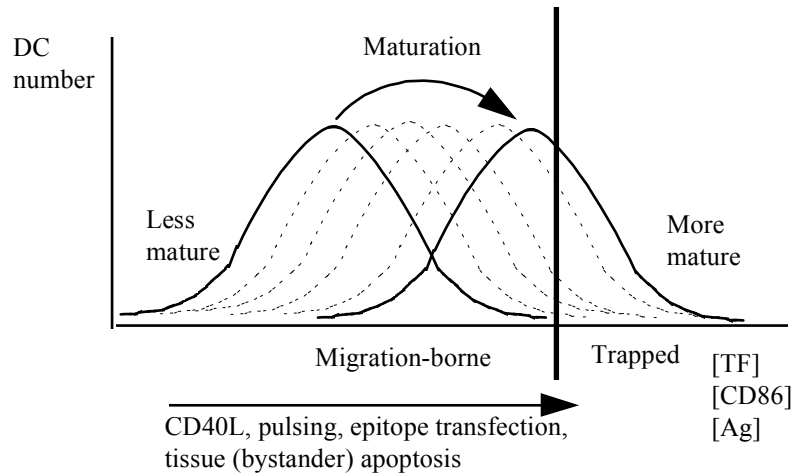 DC
number
Maturation
Less
mature
More
mature
Migration-borne
Trapped
[TF]
[CD86]
[Ag]
CD40L, pulsing, epitope transfection,
tissue (bystander) apoptosis